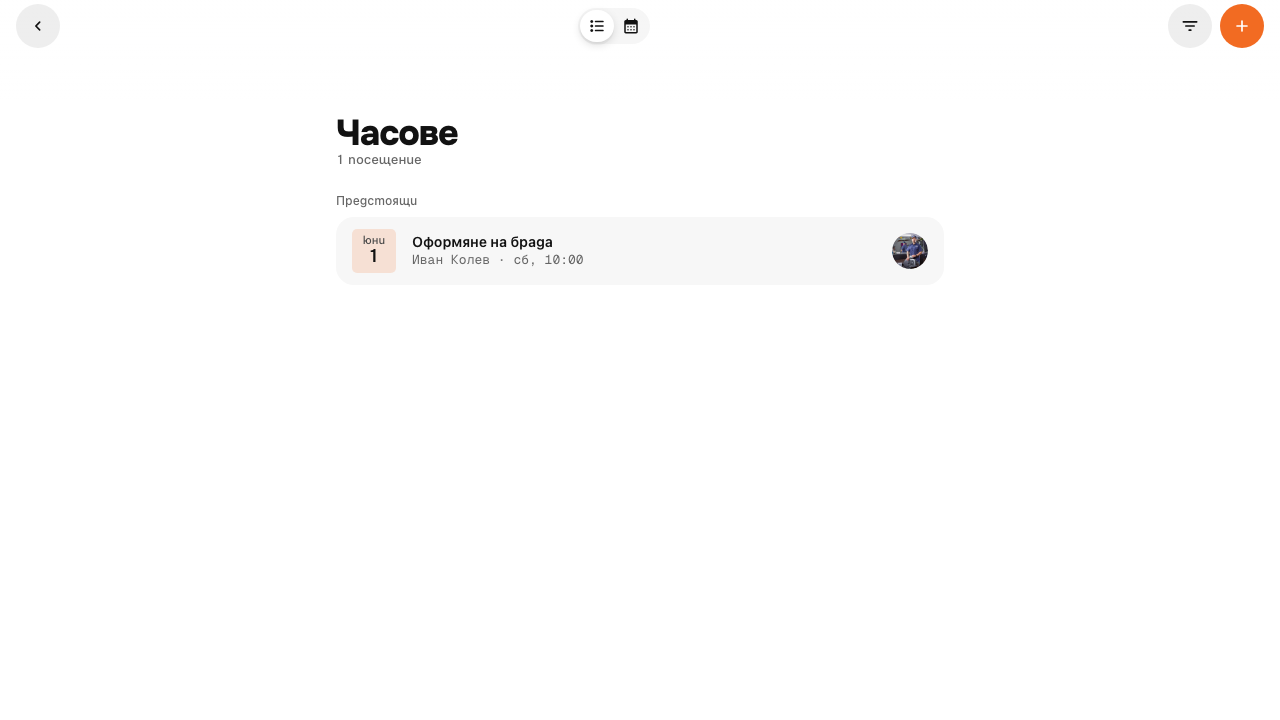 Часове
1 посещение
Предстоящи
юни
1
Оформяне на брада
Иван Колев · сб, 10:00